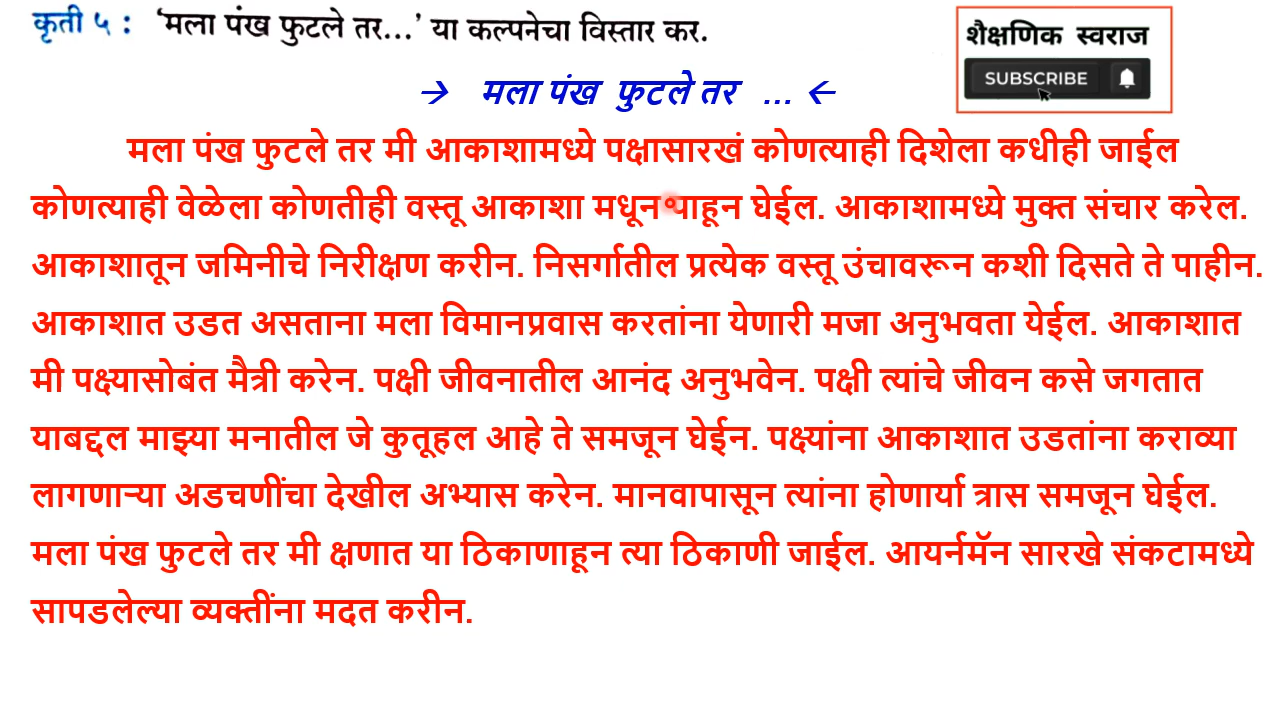 कृती ५ : ‘मला पंख फुटले तर...’ या कल्पनेचा विस्तार कर.
शैक्षणिक स्वराज
SUBSCRIBE
→ मला पंख फुटले तर ... ←
मला पंख फुटले तर मी आकाशामध्ये पक्षासारखं कोणत्याही दिशेला कधीही जाईल
कोणत्याही वेळेला कोणतीही वस्तू आकाशा मधून पाहून घेईल. आकाशामध्ये मुक्त संचार करेल.
आकाशातून जमिनीचे निरीक्षण करीन. निसर्गातील प्रत्येक वस्तू उंचावरून कशी दिसते ते पाहीन.
आकाशात उडत असताना मला विमानप्रवास करतांना येणारी मजा अनुभवता येईल. आकाशात
मी पक्ष्यासोबंत मैत्री करेन. पक्षी जीवनातील आनंद अनुभवेन. पक्षी त्यांचे जीवन कसे जगतात
याबद्दल माझ्या मनातील जे कुतूहल आहे ते समजून घेईन. पक्ष्यांना आकाशात उडतांना कराव्या
लागणाऱ्या अडचणींचा देखील अभ्यास करेन. मानवापासून त्यांना होणार्या त्रास समजून घेईल.
मला पंख फुटले तर मी क्षणात या ठिकाणाहून त्या ठिकाणी जाईल. आयर्नमॅन सारखे संकटामध्ये
सापडलेल्या व्यक्तींना मदत करीन.